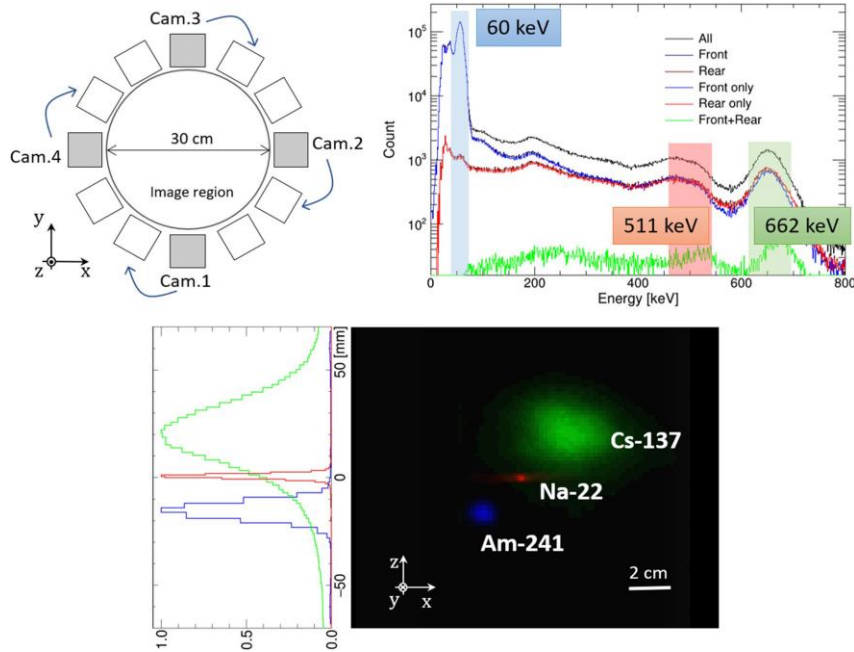 Cam.3
Cam.4
30 cm
Cam.2
Image region
Cam.1
y
z
x
Count
10⁵
10⁴
10³
10²
60 keV
All
Front
Rear
Front only
Rear only
Front+Rear
511 keV
662 keV
0 200 400 600 800
Energy [keV]
50 [mm]
0
−50
1.0 0.5 0.0
Cs-137
Na-22
Am-241
z
y
x
2 cm